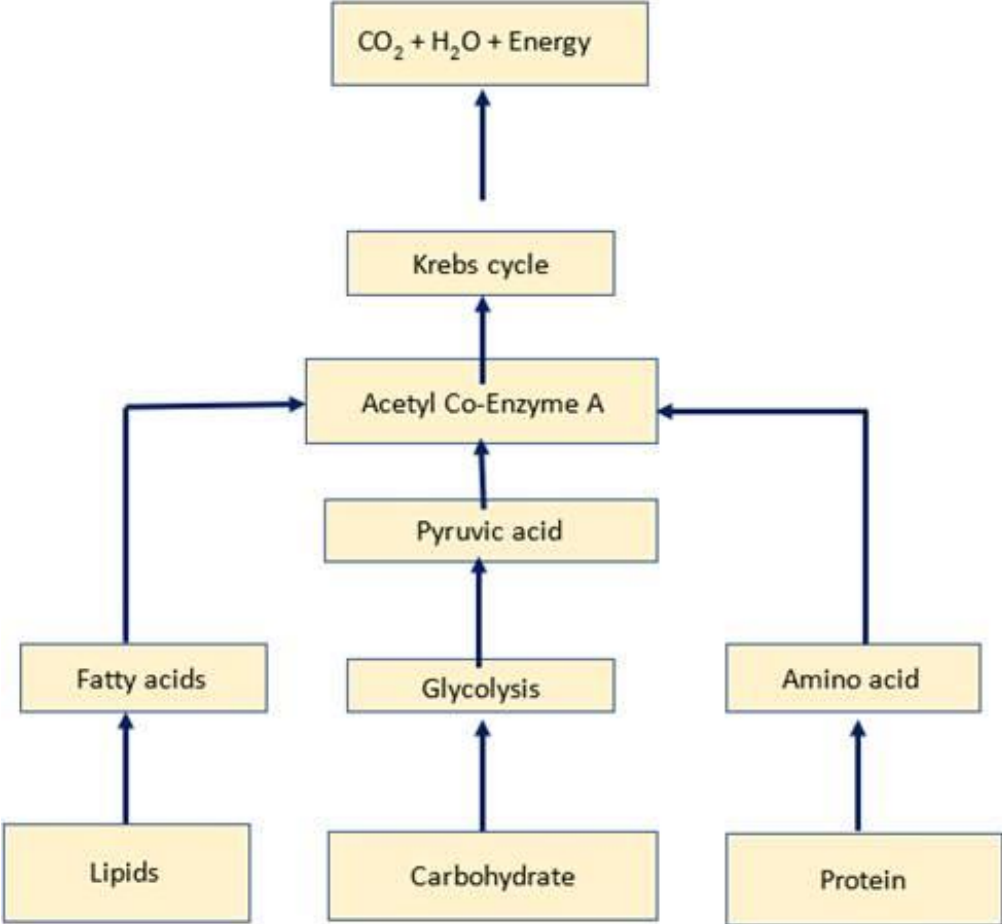 CO₂ + H₂O + Energy
Krebs cycle
Acetyl Co-Enzyme A
Pyruvic acid
Fatty acids
Glycolysis
Amino acid
Lipids
Carbohydrate
Protein